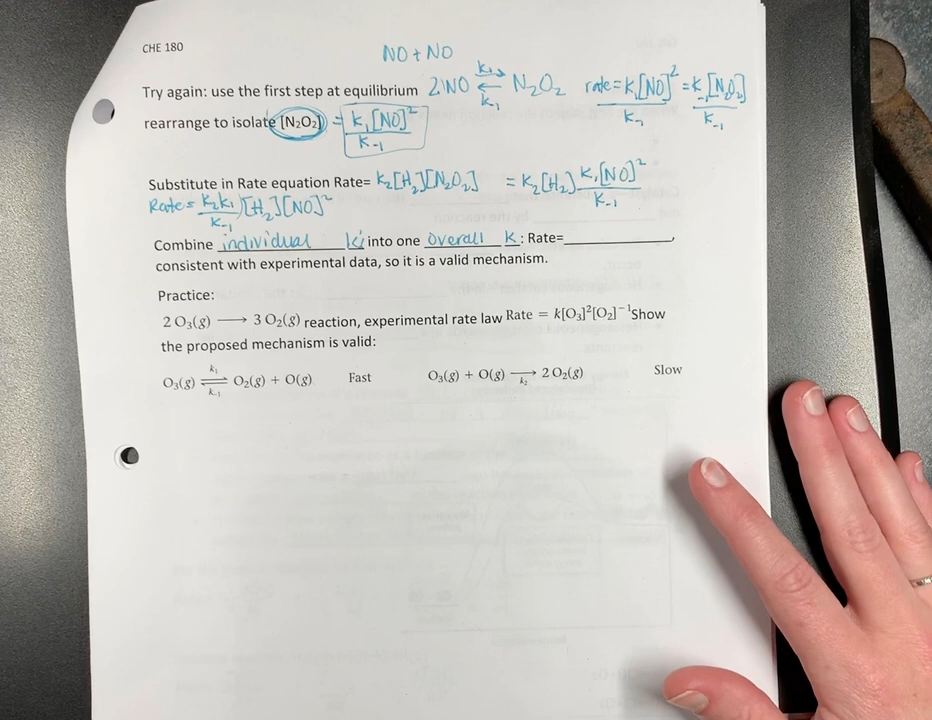 CHE 180
NO + NO
Try again: use the first step at equilibrium 2NO ⇌ N₂O₂ rate = k₁[NO]² = k₋₁[N₂O₂]
k₁ k₋₁ k₋₁ k₋₁
rearrange to isolate [N₂O₂] = k₁[NO]²
k₋₁
Substitute in Rate equation Rate= k₂[H₂][N₂O₂] = k₂[H₂] k₁[NO]²
k₋₁
Rate = k₂k₁ [H₂][NO]²
k₋₁
Combine individual k's into one overall k : Rate=__________,
consistent with experimental data, so it is a valid mechanism.
Practice:
2 O₃(g) ⟶ 3 O₂(g) reaction, experimental rate law Rate = k[O₃]²[O₂]⁻¹ Show
the proposed mechanism is valid:
k₁
O₃(g) ⇌ O₂(g) + O(g) Fast O₃(g) + O(g) ⟶ 2 O₂(g) Slow
k₋₁ k₂